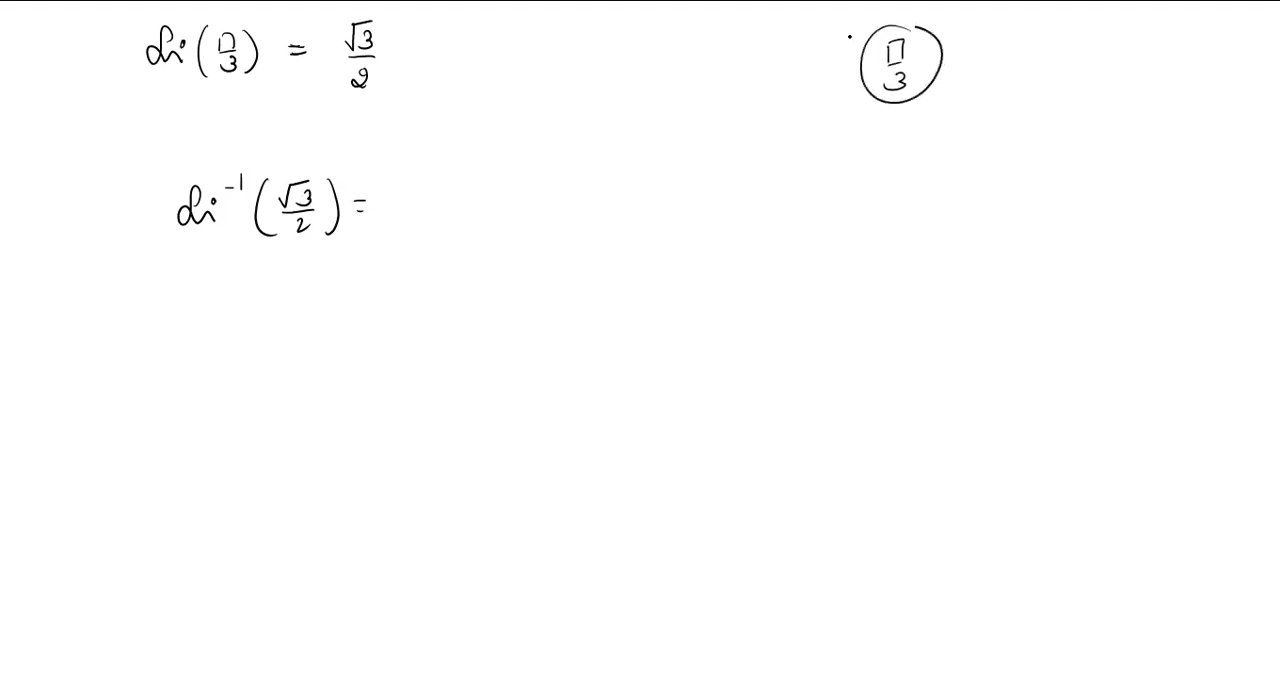 sin(π/3) = √3/2
π/3
sin⁻¹(√3/2) =